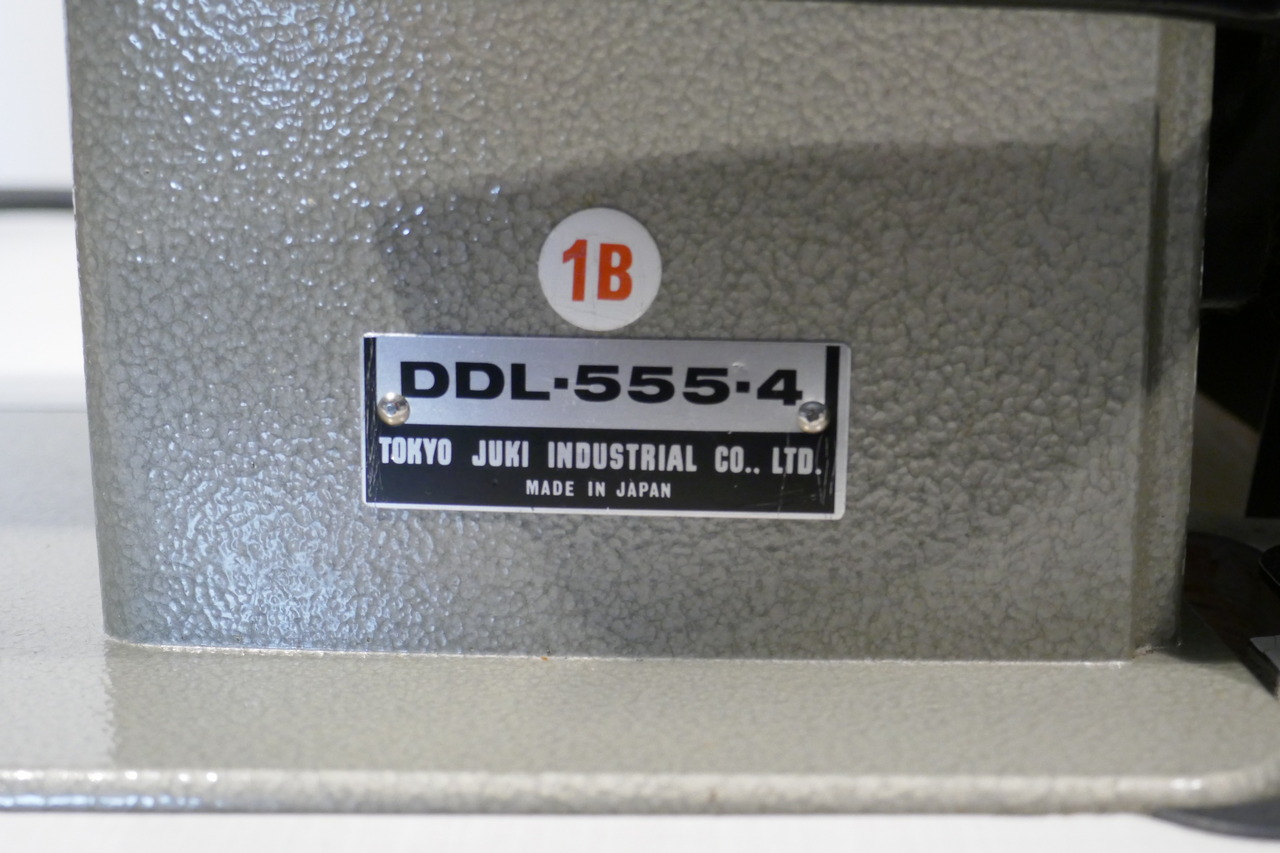 1B
DDL·555·4
TOKYO JUKI INDUSTRIAL CO., LTD.
MADE IN JAPAN